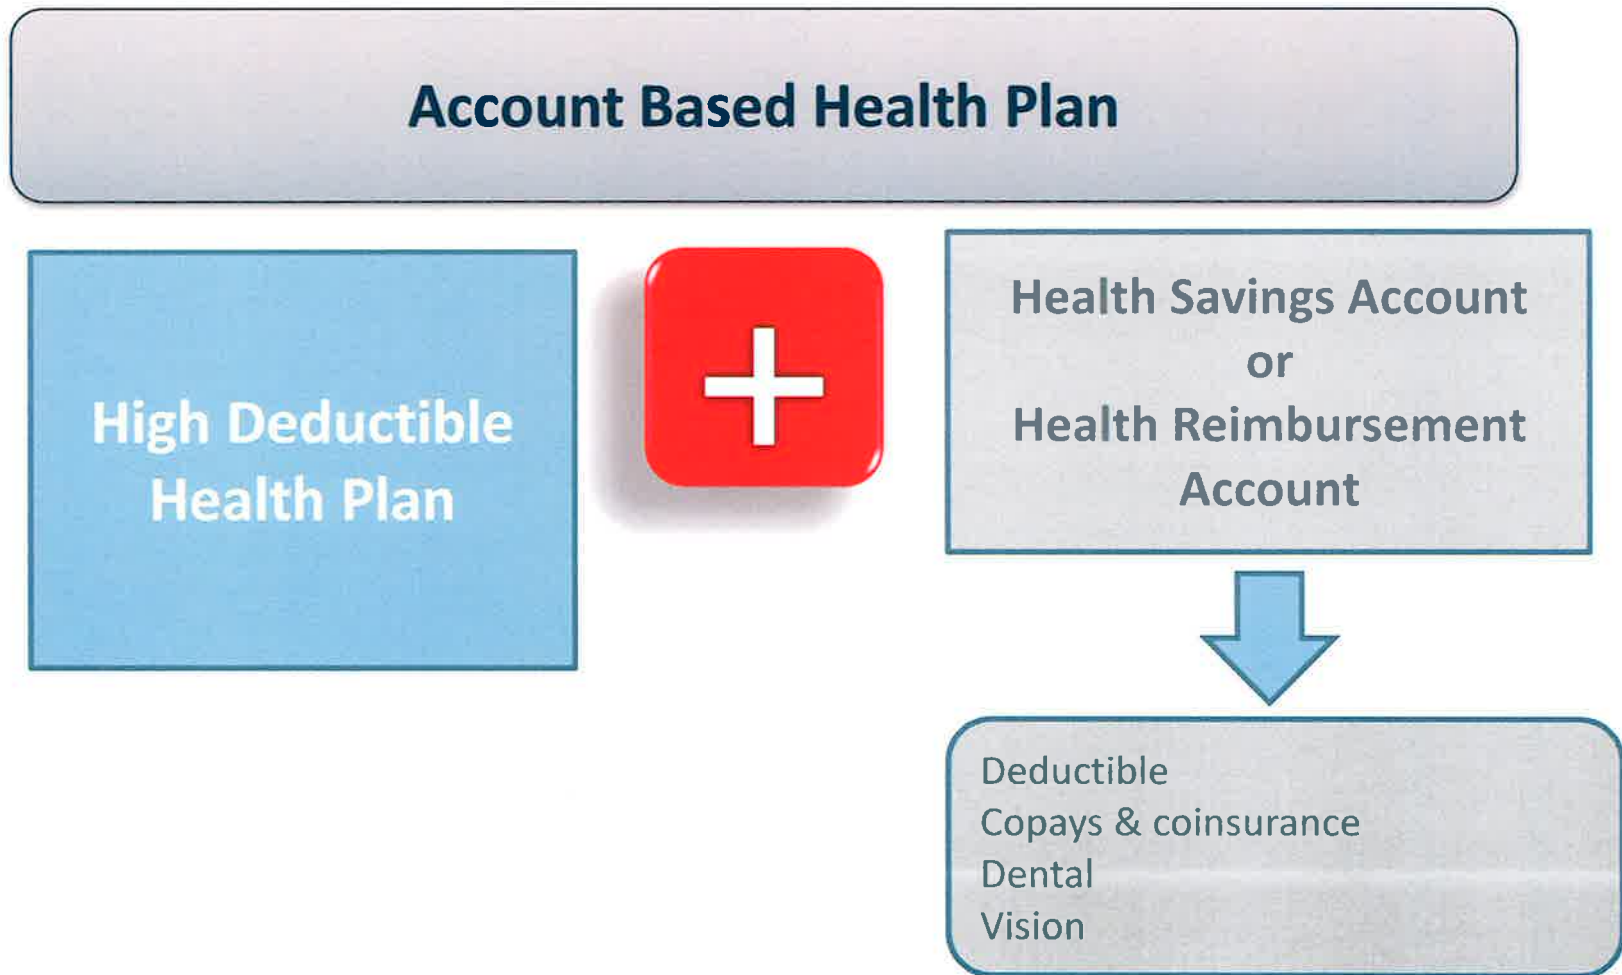 Account Based Health Plan
High Deductible
Health Plan
Health Savings Account
or
Health Reimbursement
Account
Deductible
Copays & coinsurance
Dental
Vision